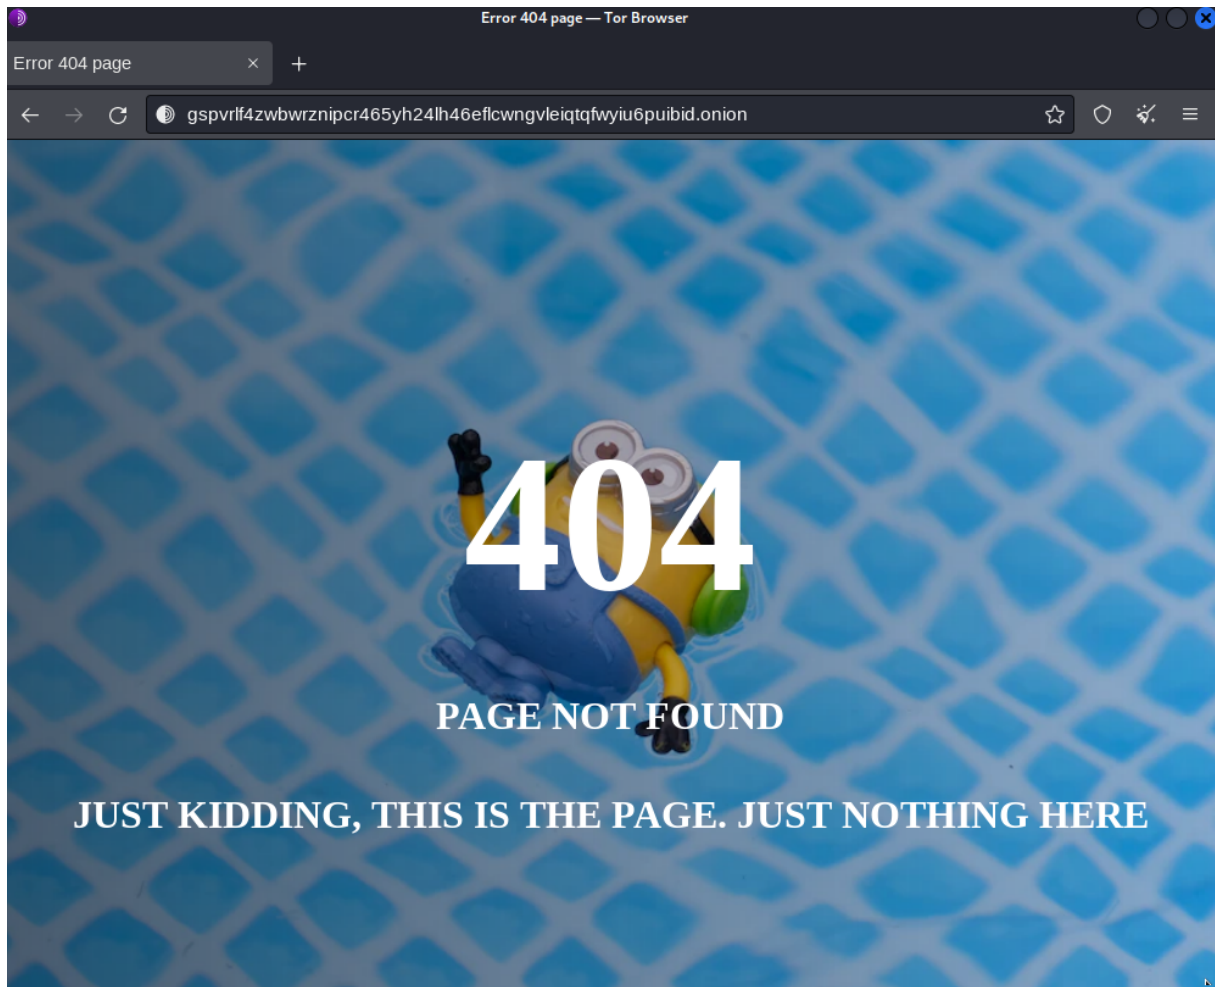 Error 404 page — Tor Browser
Error 404 page
gspvrlf4zwbwrznipcr465yh24lh46eflcwngvleiqtqfwyiu6puibid.onion
404
PAGE NOT FOUND
JUST KIDDING, THIS IS THE PAGE. JUST NOTHING HERE